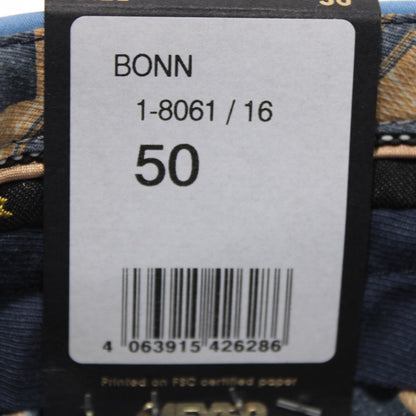 BONN
1-8061 / 16
50
4 063915 426286
Printed on FSC certified paper